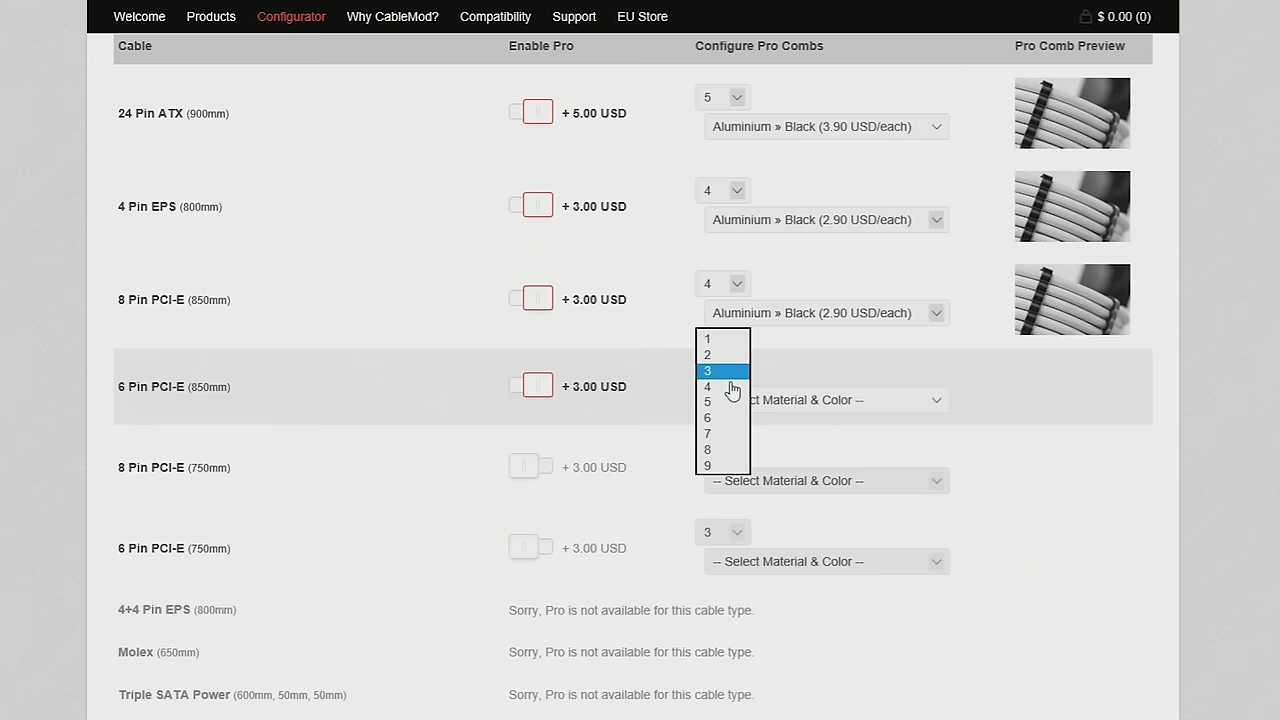 Welcome Products Configurator Why CableMod? Compatibility Support EU Store $ 0.00 (0)
Cable Enable Pro Configure Pro Combs Pro Comb Preview
24 Pin ATX (900mm) + 5.00 USD 5
Aluminium » Black (3.90 USD/each)
4 Pin EPS (800mm) + 3.00 USD 4
Aluminium » Black (2.90 USD/each)
8 Pin PCI-E (850mm) + 3.00 USD 4
Aluminium » Black (2.90 USD/each)
1
2
3
6 Pin PCI-E (850mm) + 3.00 USD 4
5 ct Material & Color --
6
7
8
9
8 Pin PCI-E (750mm) + 3.00 USD
-- Select Material & Color --
6 Pin PCI-E (750mm) + 3.00 USD 3
-- Select Material & Color --
4+4 Pin EPS (800mm) Sorry, Pro is not available for this cable type.
Molex (650mm) Sorry, Pro is not available for this cable type.
Triple SATA Power (600mm, 50mm, 50mm) Sorry, Pro is not available for this cable type.